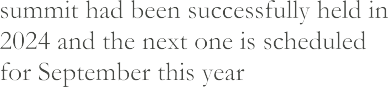 summit had been successfully held in
2024 and the next one is scheduled
for September this year